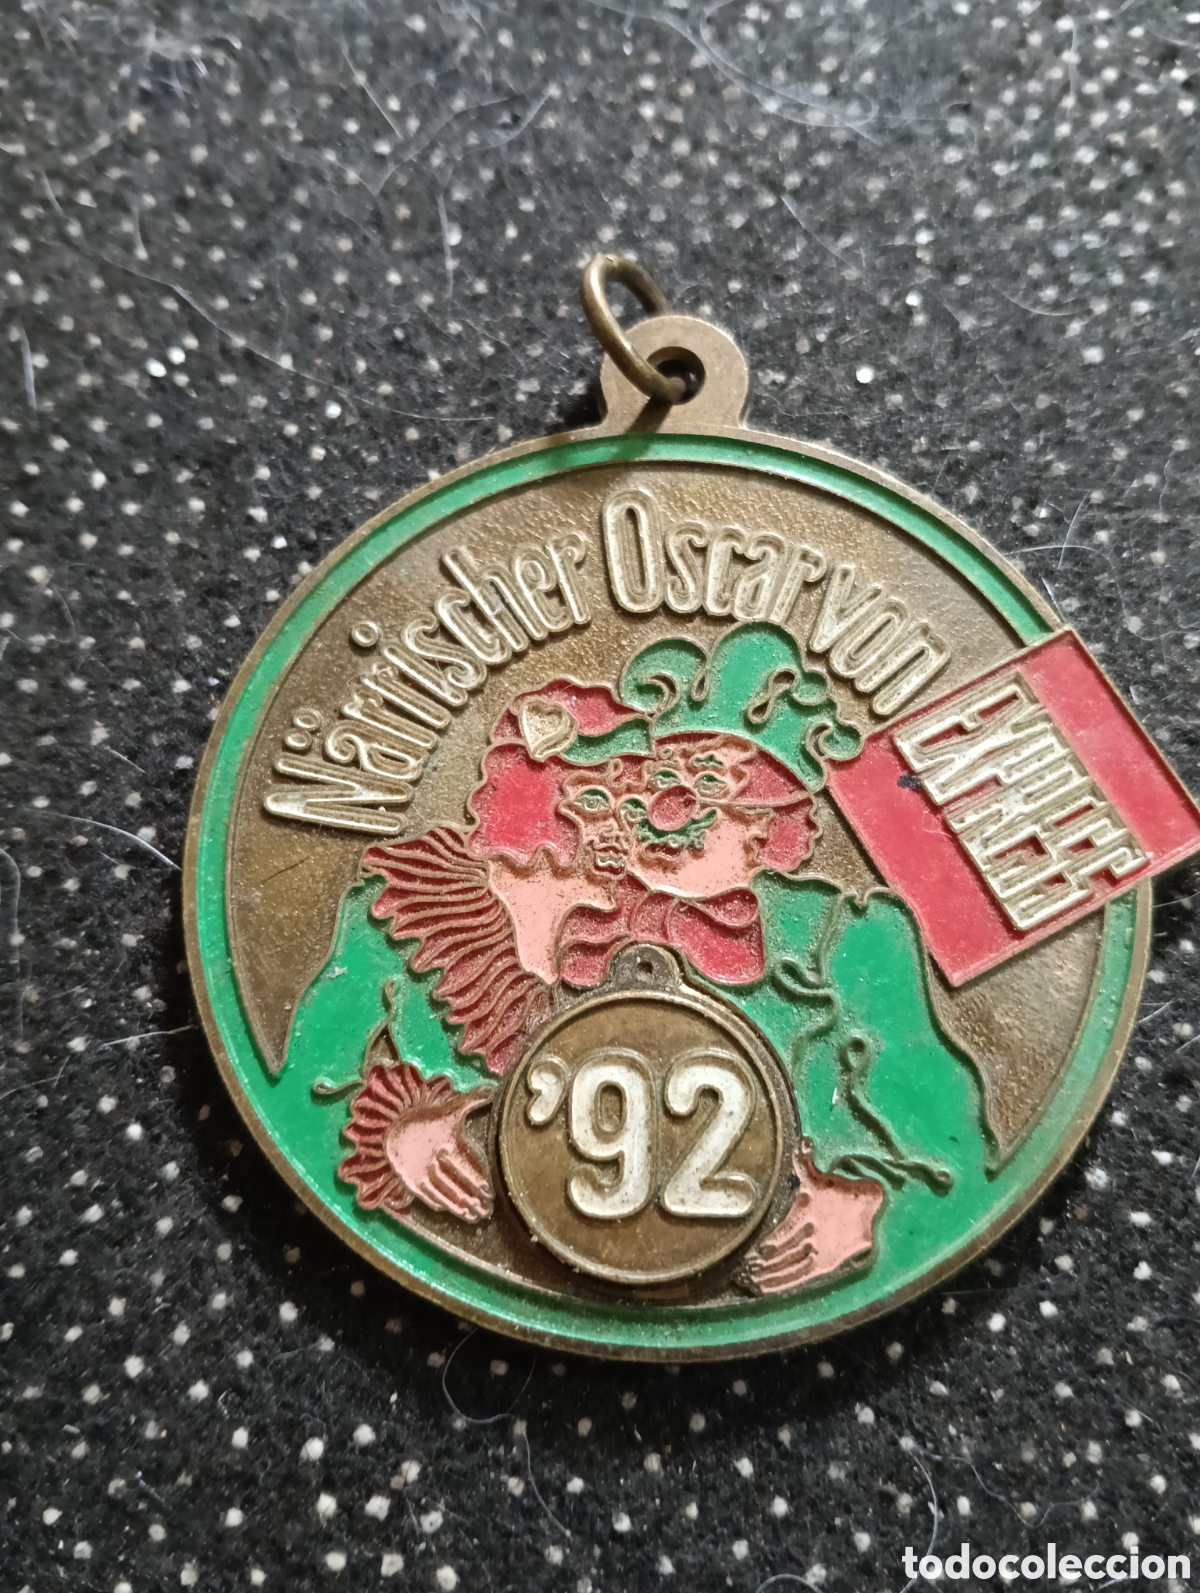 Närrischer Oscar von
EXPRESS
'92
todocoleccion